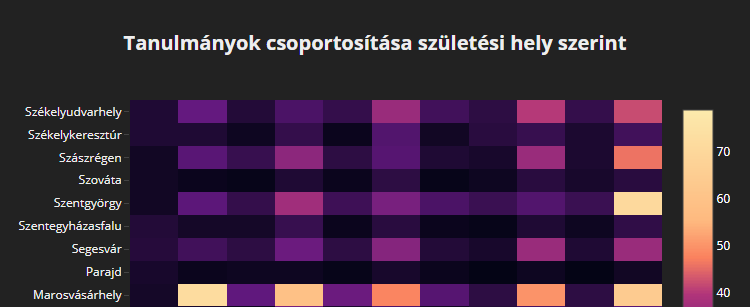 Tanulmányok csoportosítása születési hely szerint
Székelyudvarhely
Székelykeresztúr
Szászrégen
Szováta
Szentgyörgy
Szentegyházasfalu
Segesvár
Parajd
Marosvásárhely
70
60
50
40